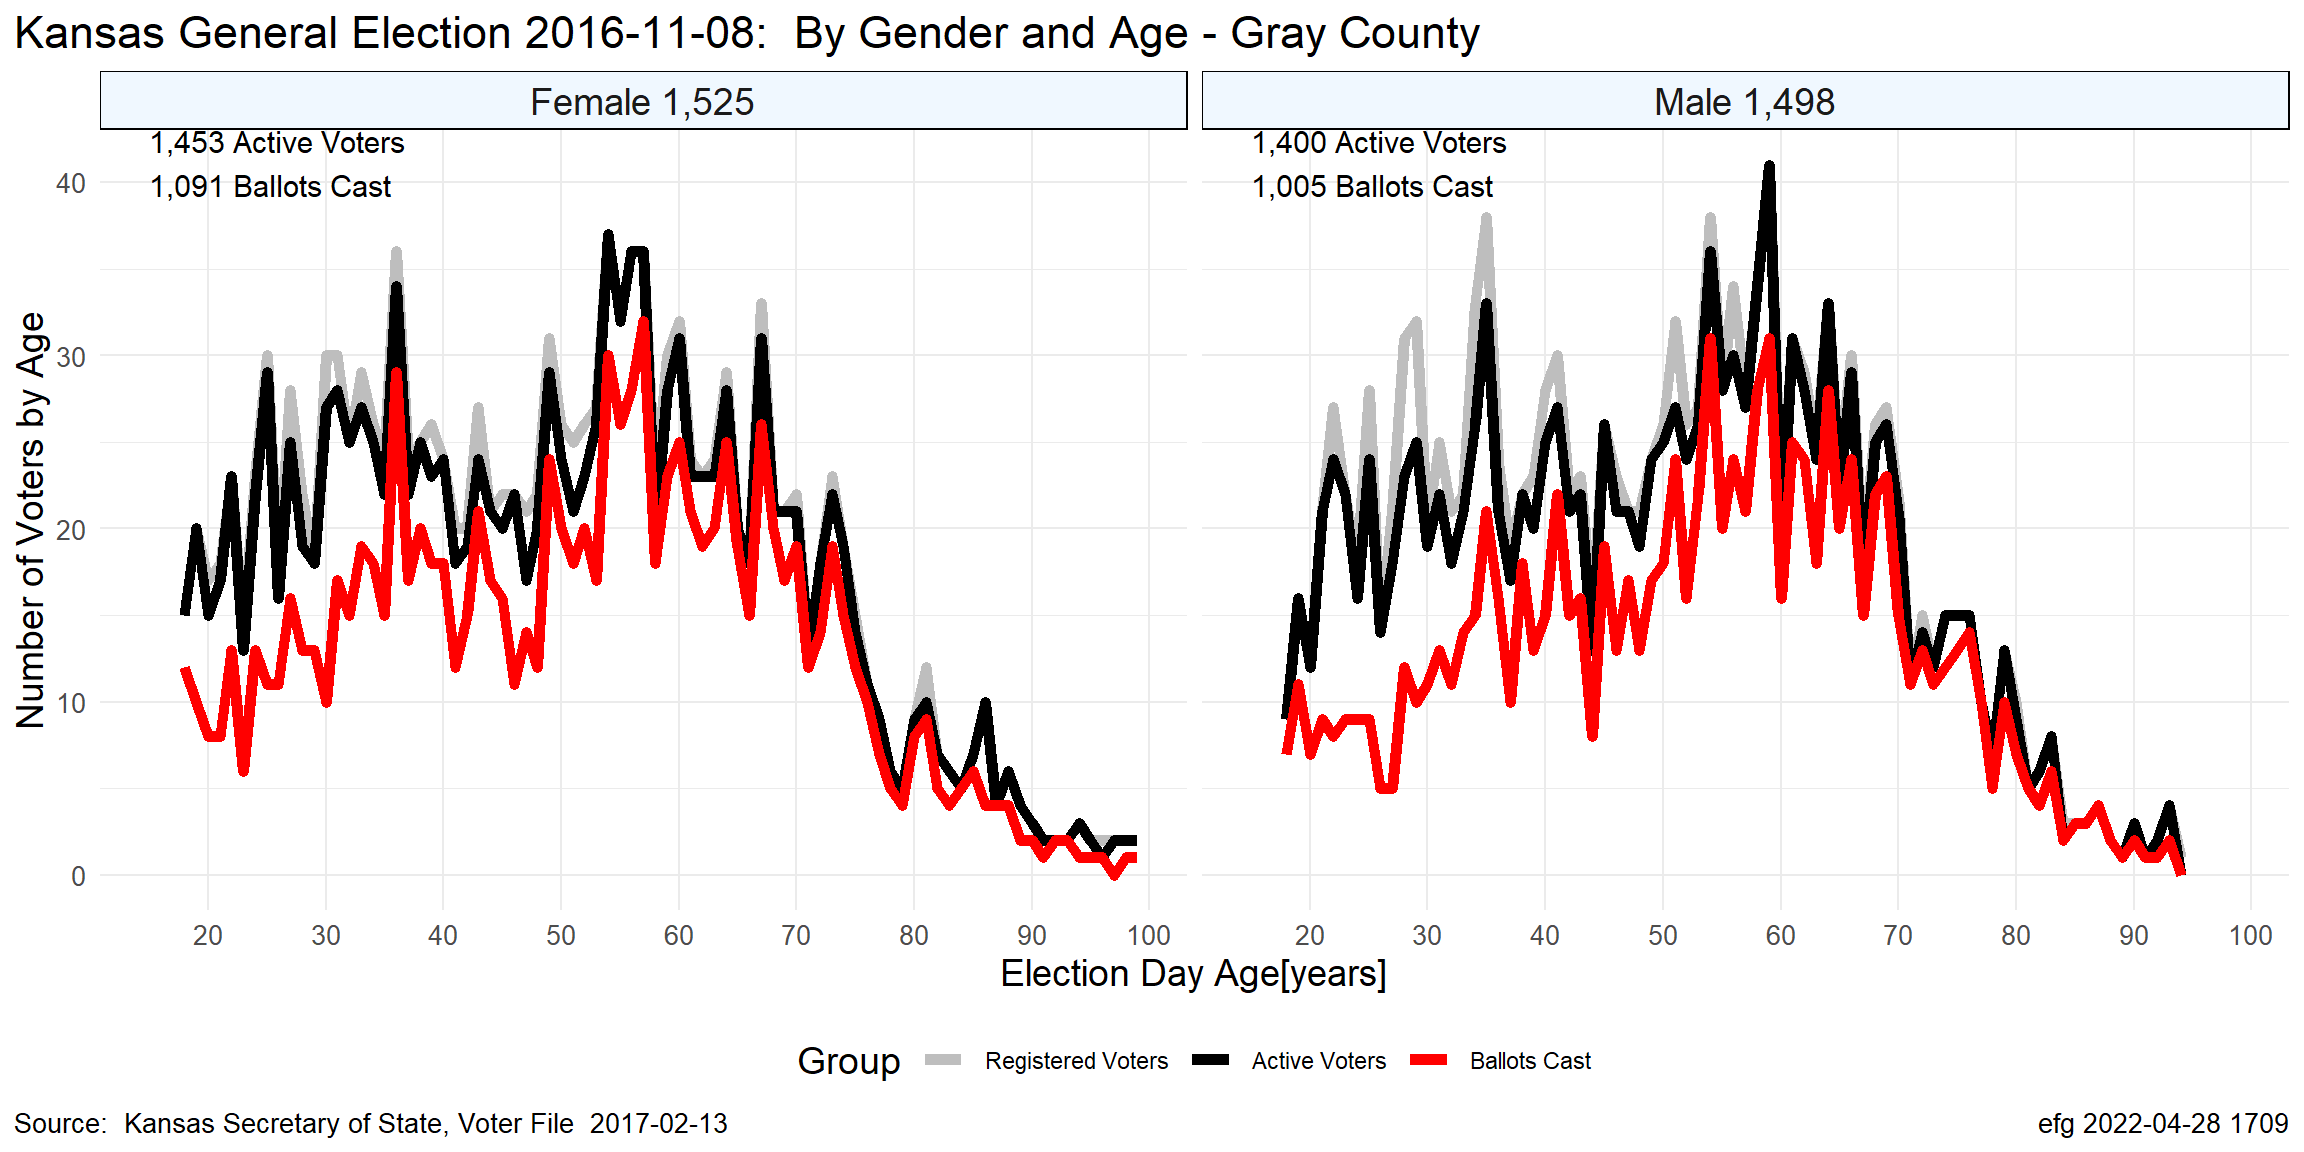 Kansas General Election 2016-11-08:  By Gender and Age - Gray County
Female 1,525
Male 1,498
1,453 Active Voters
1,091 Ballots Cast
1,400 Active Voters
1,005 Ballots Cast
Number of Voters by Age
40
30
20
10
0
20 30 40 50 60 70 80 90 100
20 30 40 50 60 70 80 90 100
Election Day Age[years]
Group Registered Voters Active Voters Ballots Cast
Source:  Kansas Secretary of State, Voter File  2017-02-13
efg 2022-04-28 1709